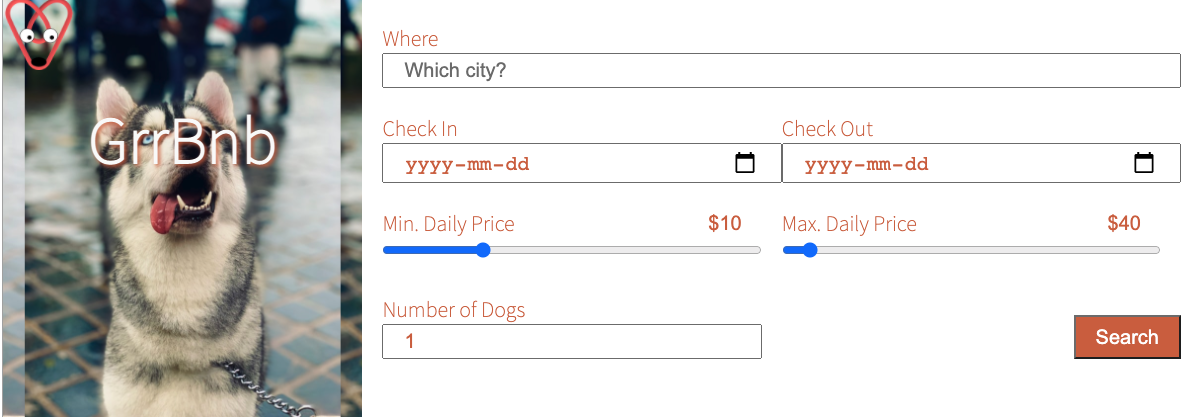 GrrBnb
Where
Which city?
Check In
Check Out
yyyy-mm-dd
yyyy-mm-dd
Min. Daily Price $10
Max. Daily Price $40
Number of Dogs
1
Search